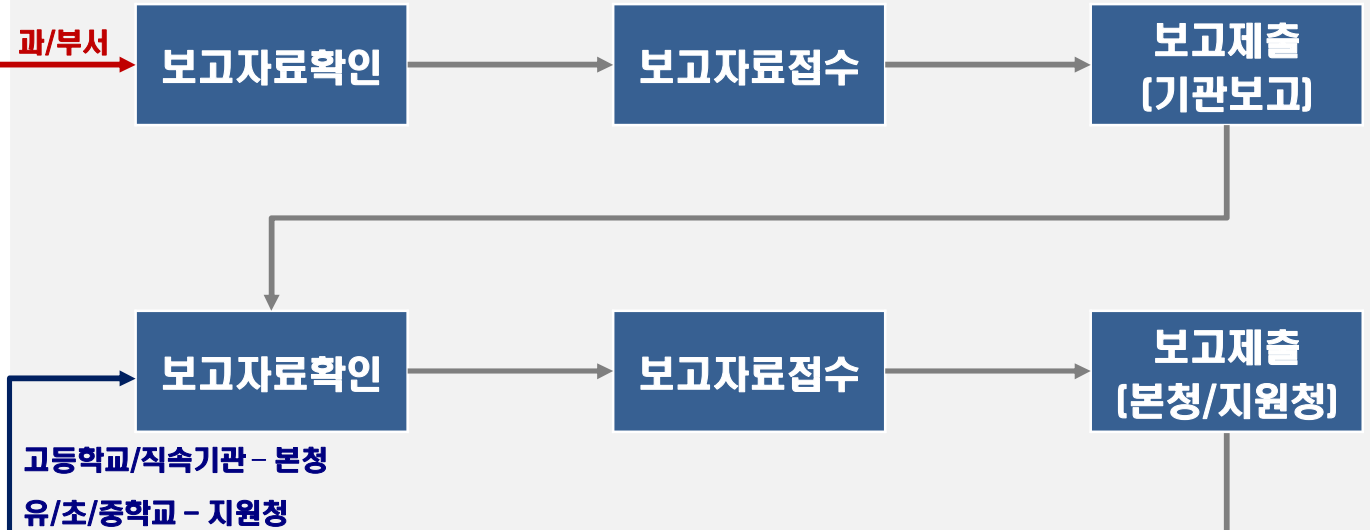 과/부서
보고자료확인
보고자료접수
보고제출
(기관보고)
보고자료확인
보고자료접수
보고제출
(본청/지원청)
고등학교/직속기관 – 본청
유/초/중학교 – 지원청